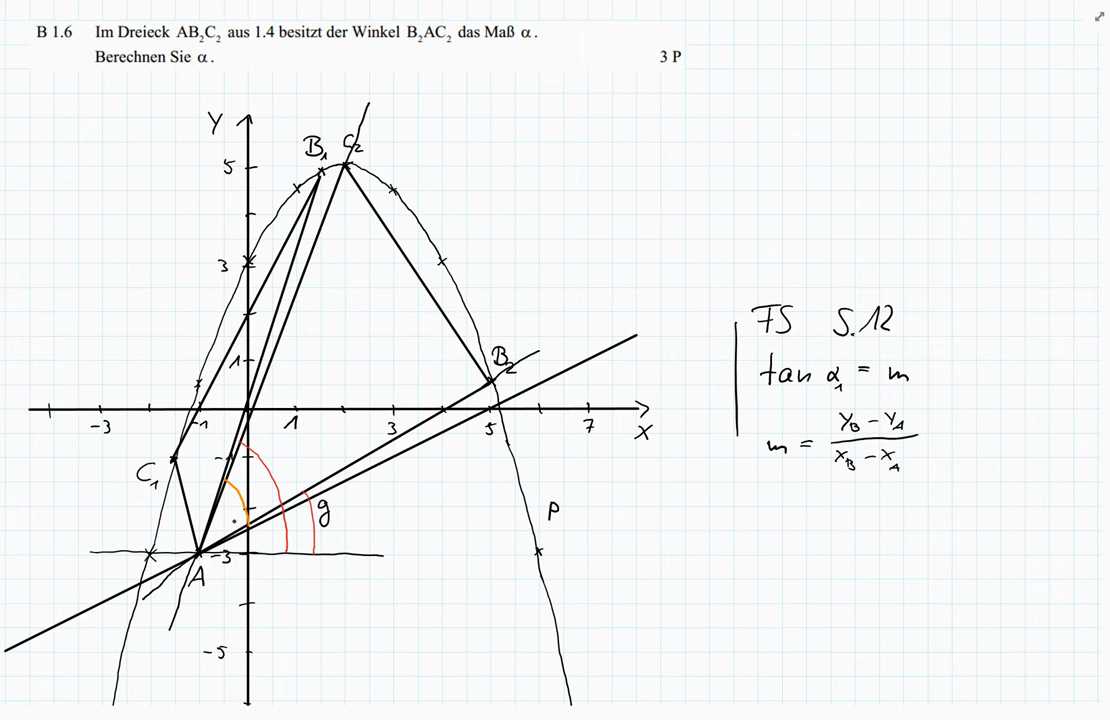 B 1.6 Im Dreieck AB₂C₂ aus 1.4 besitzt der Winkel B₂AC₂ das Maß α.
Berechnen Sie α. 3 P
Y
B₁ C₂
5
3
1
B₂
-3 -1 1 3 5 7 X
-1
C₁
g
P
-3
A
-5
FS S.12
tan α₁ = m
m = (y_B - y_A) / (x_B - x_A)